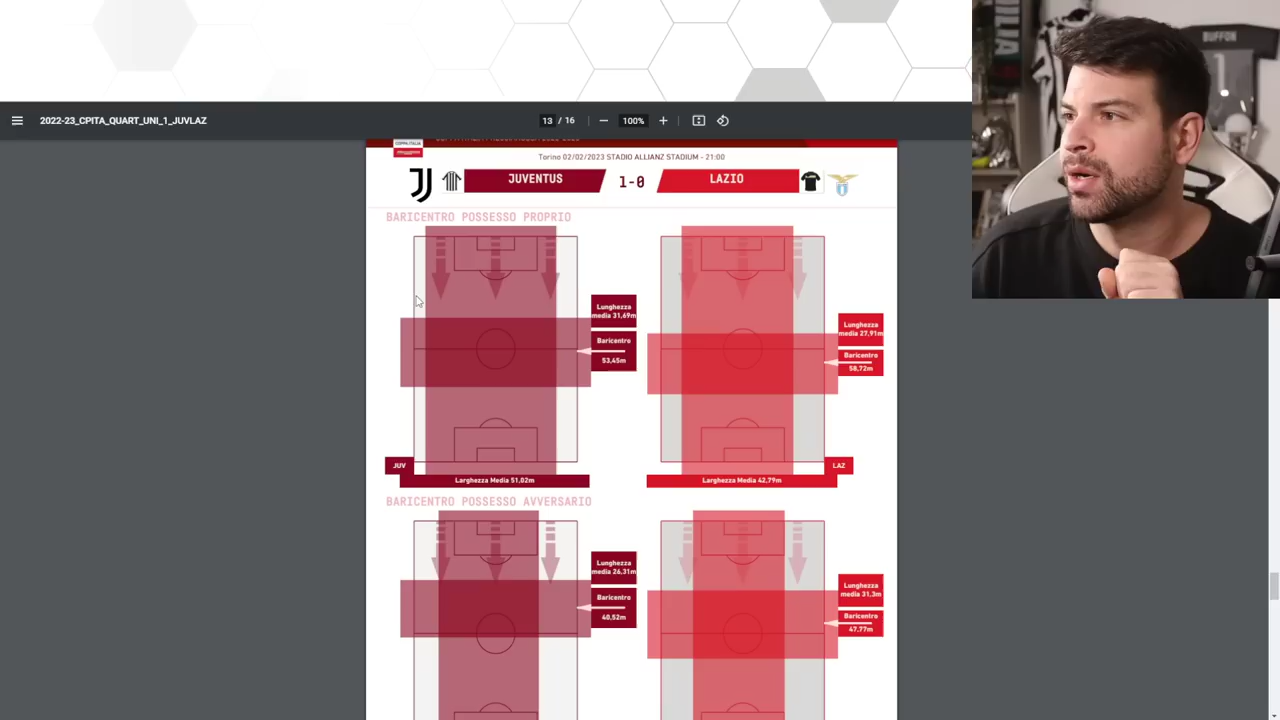 BUFFON
2022-23_CPITA_QUART_UNI_1_JUVLAZ
13 / 16
100%
COPPA ITALIA
Torino 02/02/2023 STADIO ALLIANZ STADIUM - 21:00
JUVENTUS
1-0
LAZIO
BARICENTRO POSSESSO PROPRIO
Lunghezza
media 31,69m
Baricentro
53,45m
Lunghezza
media 27,91m
Baricentro
58,72m
JUV
LAZ
Larghezza Media 51,02m
Larghezza Media 42,79m
BARICENTRO POSSESSO AVVERSARIO
Lunghezza
media 26,31m
Baricentro
40,52m
Lunghezza
media 31,3m
Baricentro
47,77m